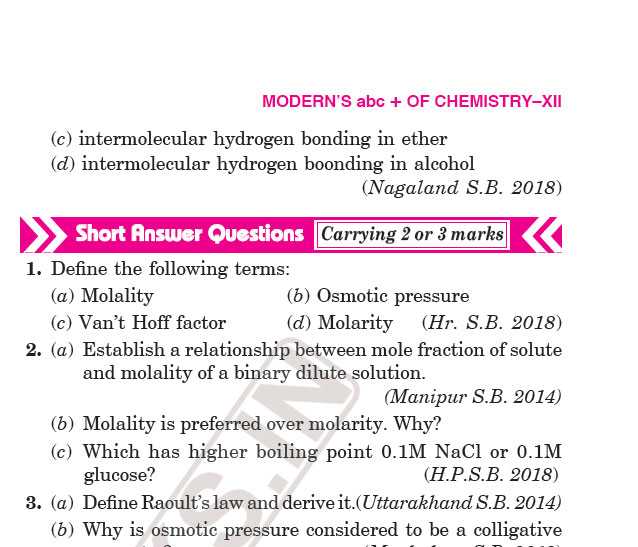 MODERN'S abc + OF CHEMISTRY–XII
(c) intermolecular hydrogen bonding in ether
(d) intermolecular hydrogen boonding in alcohol
(Nagaland S.B. 2018)
Short Answer Questions Carrying 2 or 3 marks
1. Define the following terms:
(a) Molality (b) Osmotic pressure
(c) Van't Hoff factor (d) Molarity (Hr. S.B. 2018)
2. (a) Establish a relationship between mole fraction of solute
and molality of a binary dilute solution.
(Manipur S.B. 2014)
(b) Molality is preferred over molarity. Why?
(c) Which has higher boiling point 0.1M NaCl or 0.1M
glucose? (H.P.S.B. 2018)
3. (a) Define Raoult's law and derive it.(Uttarakhand S.B. 2014)
(b) Why is osmotic pressure considered to be a colligative
S.IN